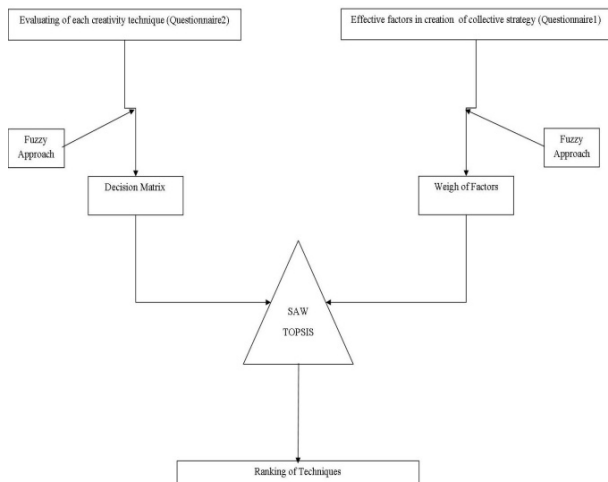 Evaluating of each creativity technique (Questionnaire2)
Effective factors in creation of collective strategy (Questionnaire1)
Fuzzy
Approach
Fuzzy
Approach
Decision Matrix
Weigh of Factors
SAW
TOPSIS
Ranking of Techniques